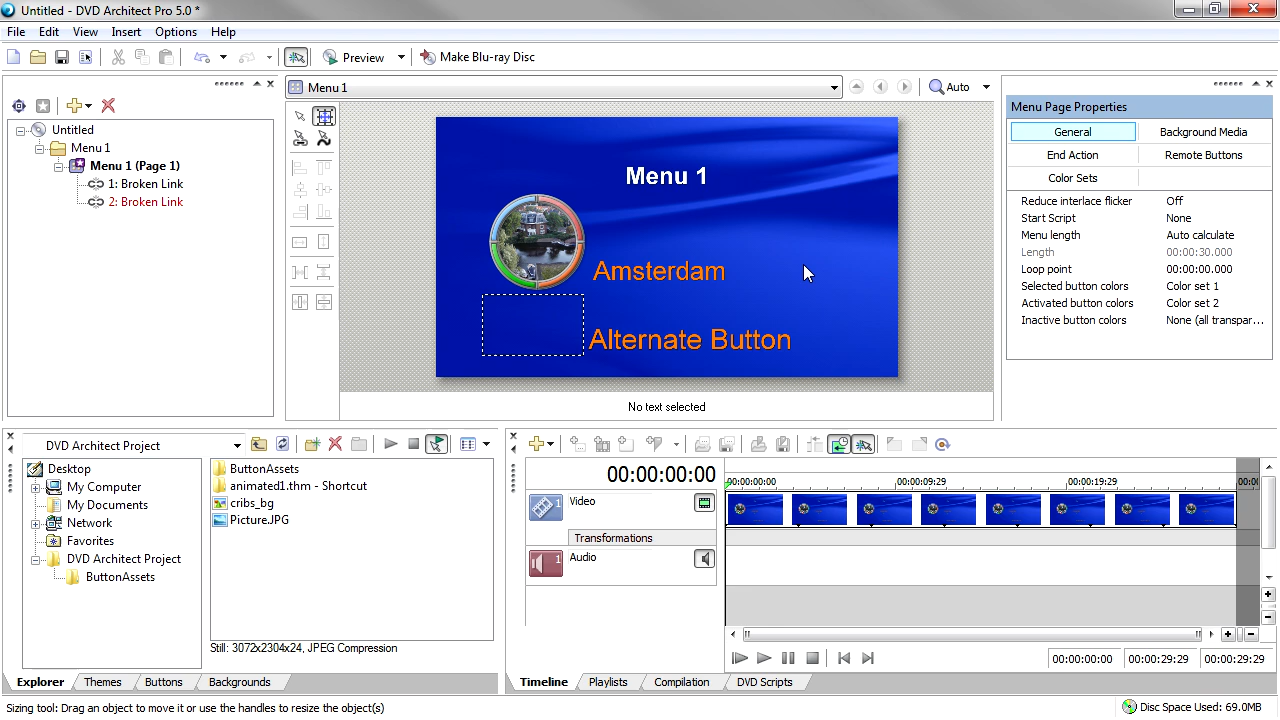 Untitled - DVD Architect Pro 5.0 *
File Edit View Insert Options Help
Preview Make Blu-ray Disc
Menu 1 Auto
Untitled
Menu 1
Menu 1 (Page 1)
1: Broken Link
2: Broken Link
Menu 1
Amsterdam
Alternate Button
No text selected
Menu Page Properties
General Background Media
End Action Remote Buttons
Color Sets
Reduce interlace flicker Off
Start Script None
Menu length Auto calculate
Length 00:00:30.000
Loop point 00:00:00.000
Selected button colors Color set 1
Activated button colors Color set 2
Inactive button colors None (all transpar...
DVD Architect Project
Desktop
My Computer
My Documents
Network
Favorites
DVD Architect Project
ButtonAssets
ButtonAssets
animated1.thm - Shortcut
cribs_bg
Picture.JPG
Still: 3072x2304x24, JPEG Compression
Explorer Themes Buttons Backgrounds
00:00:00:00
00:00:00:00 00:00:09:29 00:00:19:29
1 Video
Transformations
1 Audio
00:00:00:00 00:00:29:29 00:00:29:29
Timeline Playlists Compilation DVD Scripts
Sizing tool: Drag an object to move it or use the handles to resize the object(s)
Disc Space Used: 69.0MB